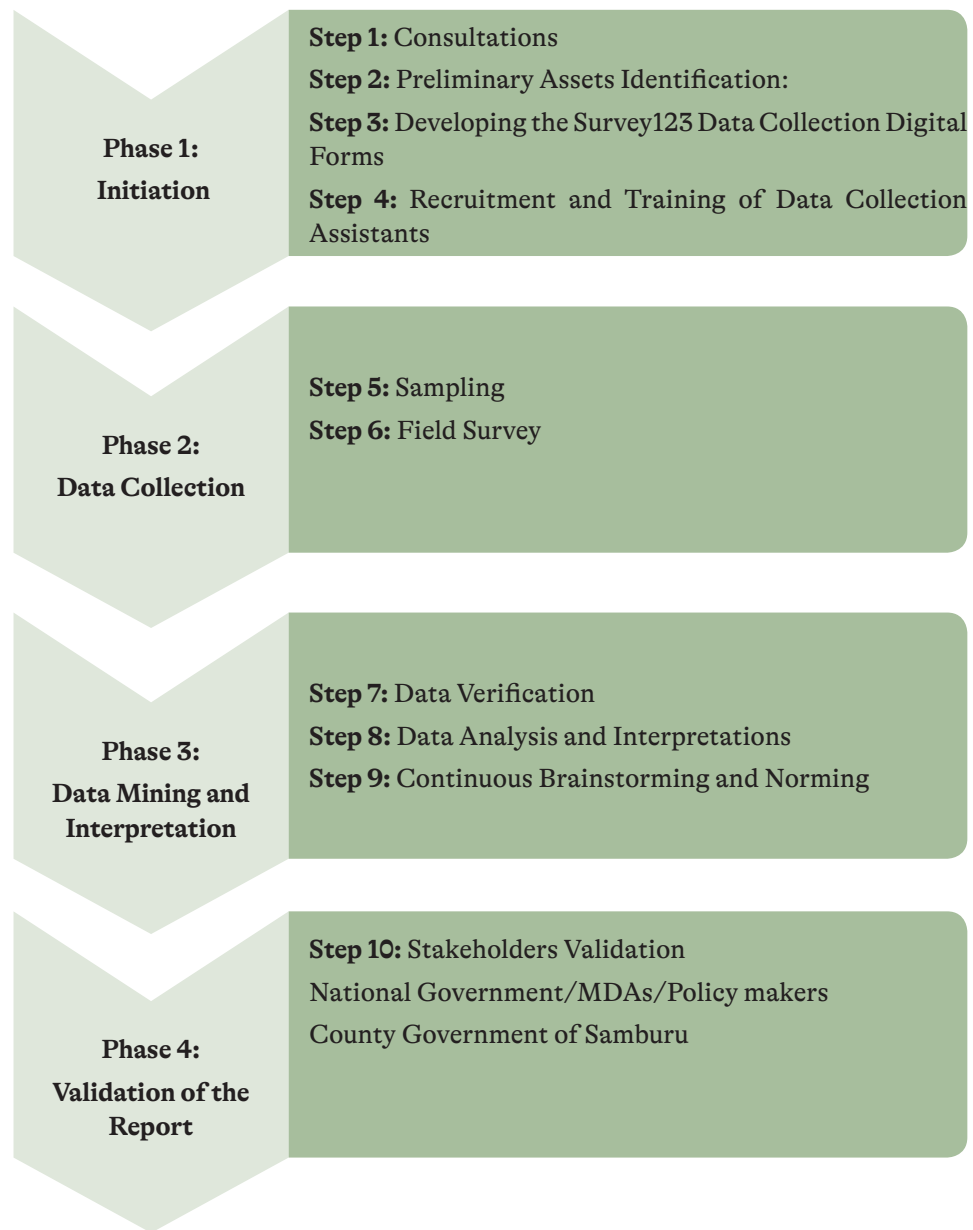 Phase 1:
Initiation
Step 1: Consultations
Step 2: Preliminary Assets Identification:
Step 3: Developing the Survey123 Data Collection Digital
Forms
Step 4: Recruitment and Training of Data Collection
Assistants
Phase 2:
Data Collection
Step 5: Sampling
Step 6: Field Survey
Phase 3:
Data Mining and
Interpretation
Step 7: Data Verification
Step 8: Data Analysis and Interpretations
Step 9: Continuous Brainstorming and Norming
Phase 4:
Validation of the
Report
Step 10: Stakeholders Validation
National Government/MDAs/Policy makers
County Government of Samburu